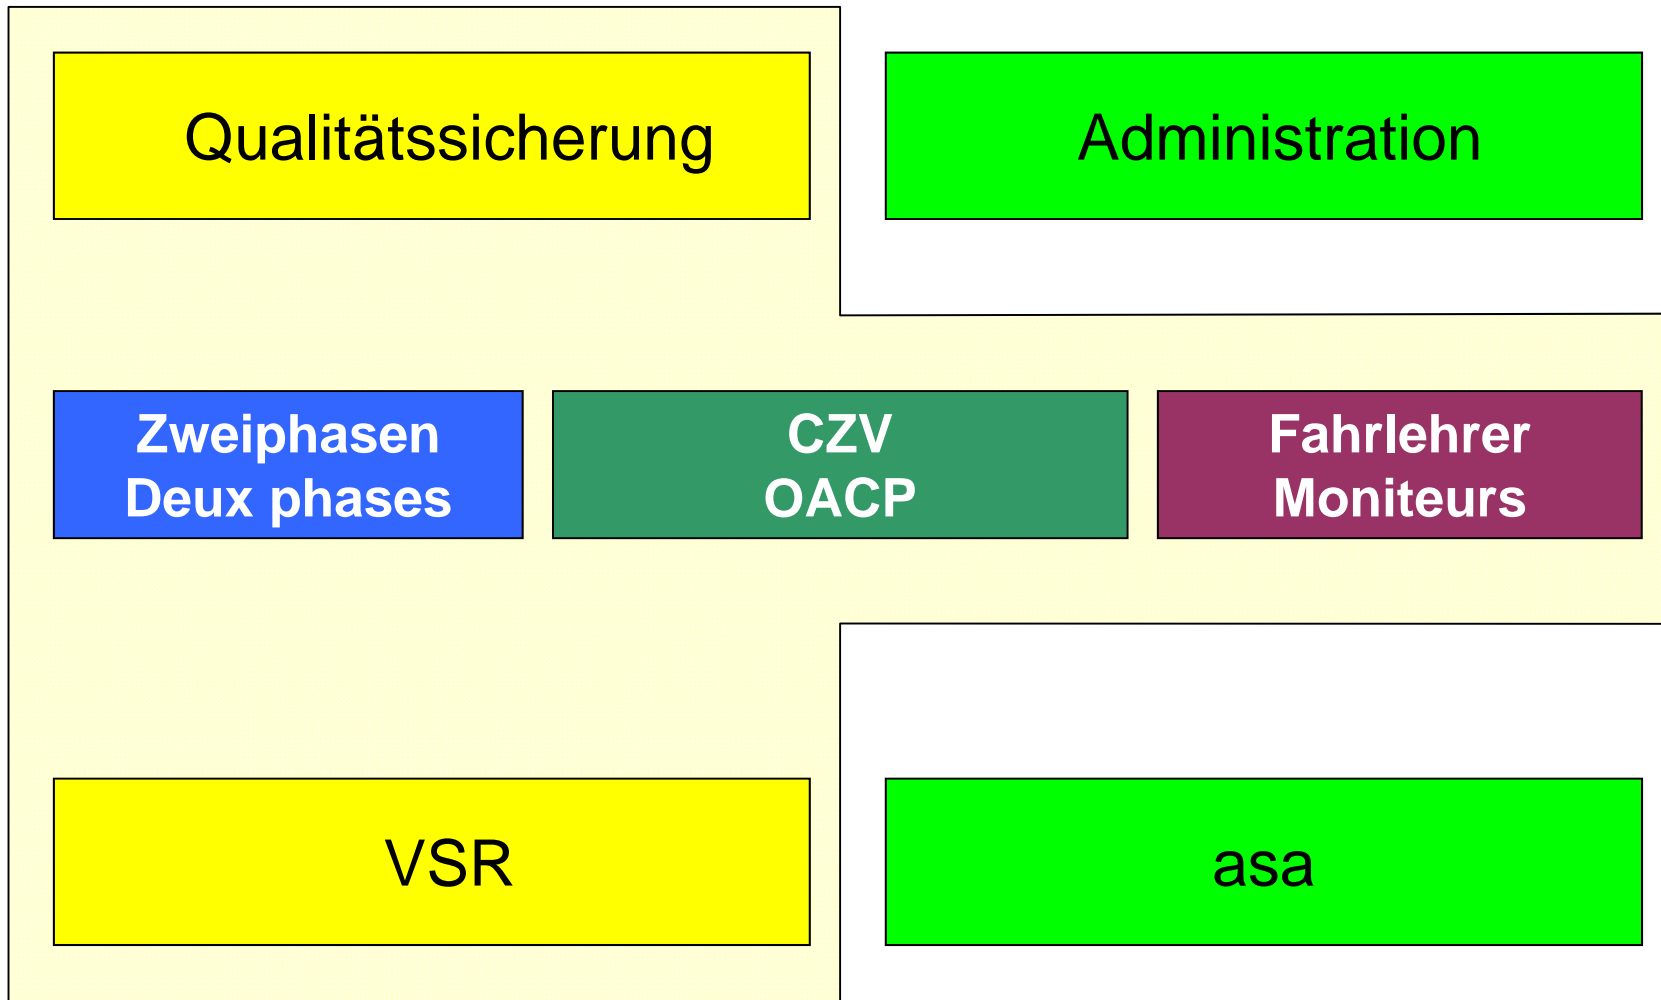 Qualitätssicherung
Administration
Zweiphasen
Deux phases
CZV
OACP
Fahrlehrer
Moniteurs
VSR
asa